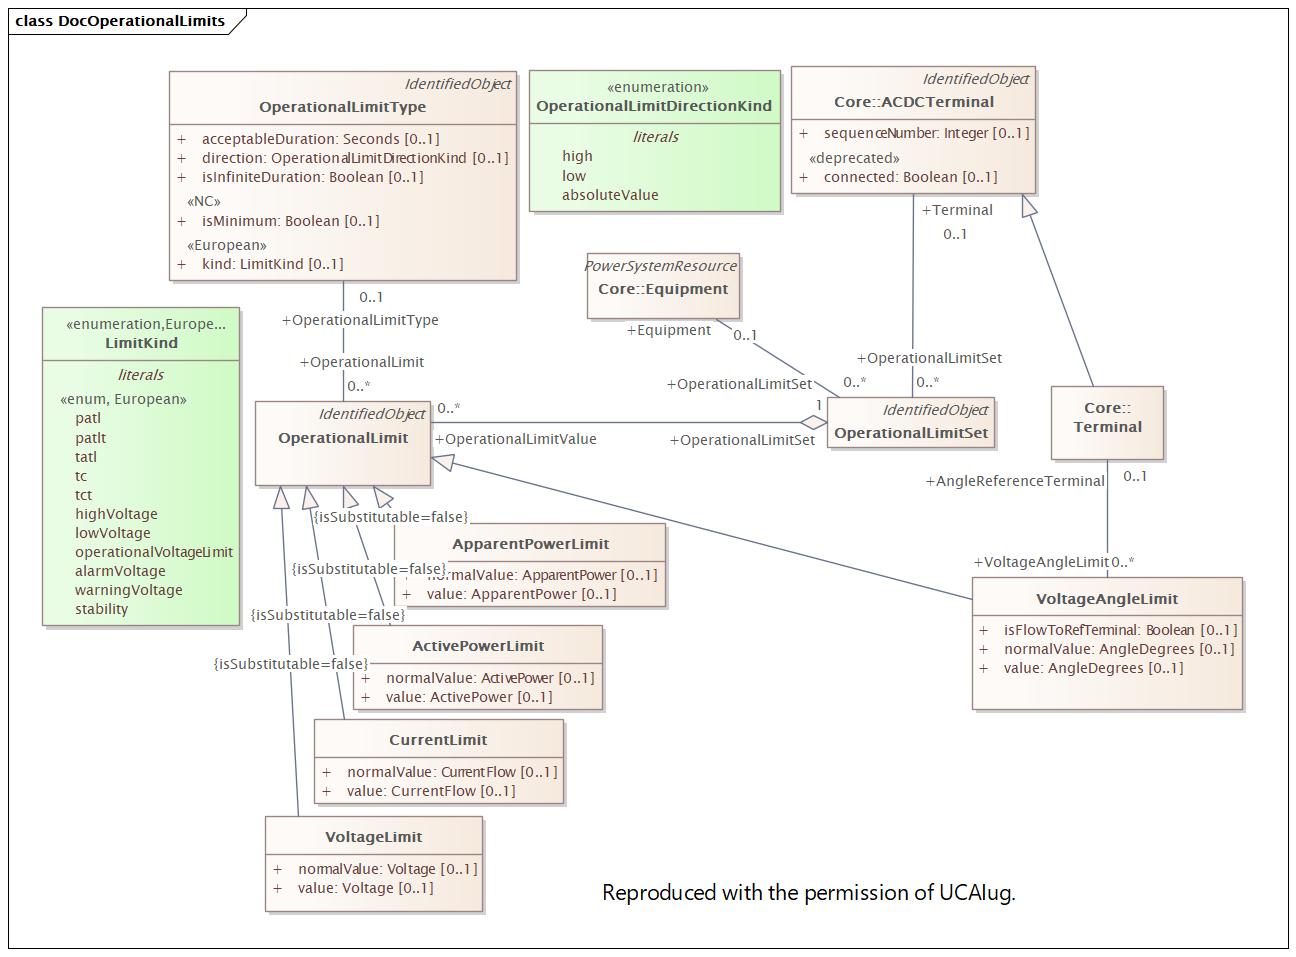 class DocOperationalLimits
IdentifiedObject
OperationalLimitType
+ acceptableDuration: Seconds [0..1]
+ direction: OperationalLimitDirectionKind [0..1]
+ isInfiniteDuration: Boolean [0..1]
«NC»
+ isMinimum: Boolean [0..1]
«European»
+ kind: LimitKind [0..1]
«enumeration»
OperationalLimitDirectionKind
literals
high
low
absoluteValue
IdentifiedObject
Core::ACDCTerminal
+ sequenceNumber: Integer [0..1]
«deprecated»
+ connected: Boolean [0..1]
+Terminal
0..1
PowerSystemResource
Core::Equipment
+Equipment
0..1
0..1
+OperationalLimitType
+OperationalLimit
0..*
«enumeration,Europe...
LimitKind
literals
«enum, European»
patl
patlt
tatl
tc
tct
highVoltage
lowVoltage
operationalVoltageLimit
alarmVoltage
warningVoltage
stability
+OperationalLimitSet
0..*
+OperationalLimitSet
0..*
IdentifiedObject
OperationalLimit
0..*
+OperationalLimitValue
1
+OperationalLimitSet
IdentifiedObject
OperationalLimitSet
Core::
Terminal
+AngleReferenceTerminal
0..1
+VoltageAngleLimit
0..*
{isSubstitutable=false}
ApparentPowerLimit
normalValue: ApparentPower [0..1]
+ value: ApparentPower [0..1]
{isSubstitutable=false}
VoltageAngleLimit
+ isFlowToRefTerminal: Boolean [0..1]
+ normalValue: AngleDegrees [0..1]
+ value: AngleDegrees [0..1]
{isSubstitutable=false}
ActivePowerLimit
+ normalValue: ActivePower [0..1]
+ value: ActivePower [0..1]
{isSubstitutable=false}
CurrentLimit
+ normalValue: CurrentFlow [0..1]
+ value: CurrentFlow [0..1]
VoltageLimit
+ normalValue: Voltage [0..1]
+ value: Voltage [0..1]
Reproduced with the permission of UCAIug.